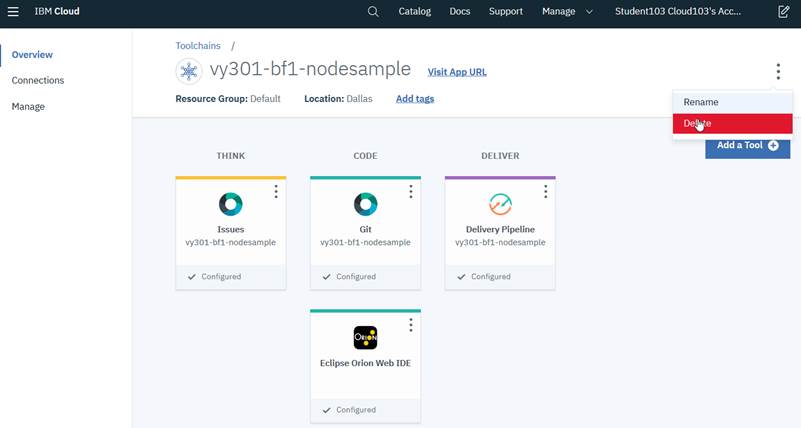 IBM Cloud
Catalog
Docs
Support
Manage
Student103 Cloud103's Acc...
Overview
Connections
Manage
Toolchains /
vy301-bf1-nodesample
Visit App URL
Resource Group: Default
Location: Dallas
Add tags
Rename
Delete
Add a Tool
THINK
CODE
DELIVER
Issues
vy301-bf1-nodesample
Configured
Git
vy301-bf1-nodesample
Configured
Delivery Pipeline
vy301-bf1-nodesample
Configured
ORION
Eclipse Orion Web IDE
Configured